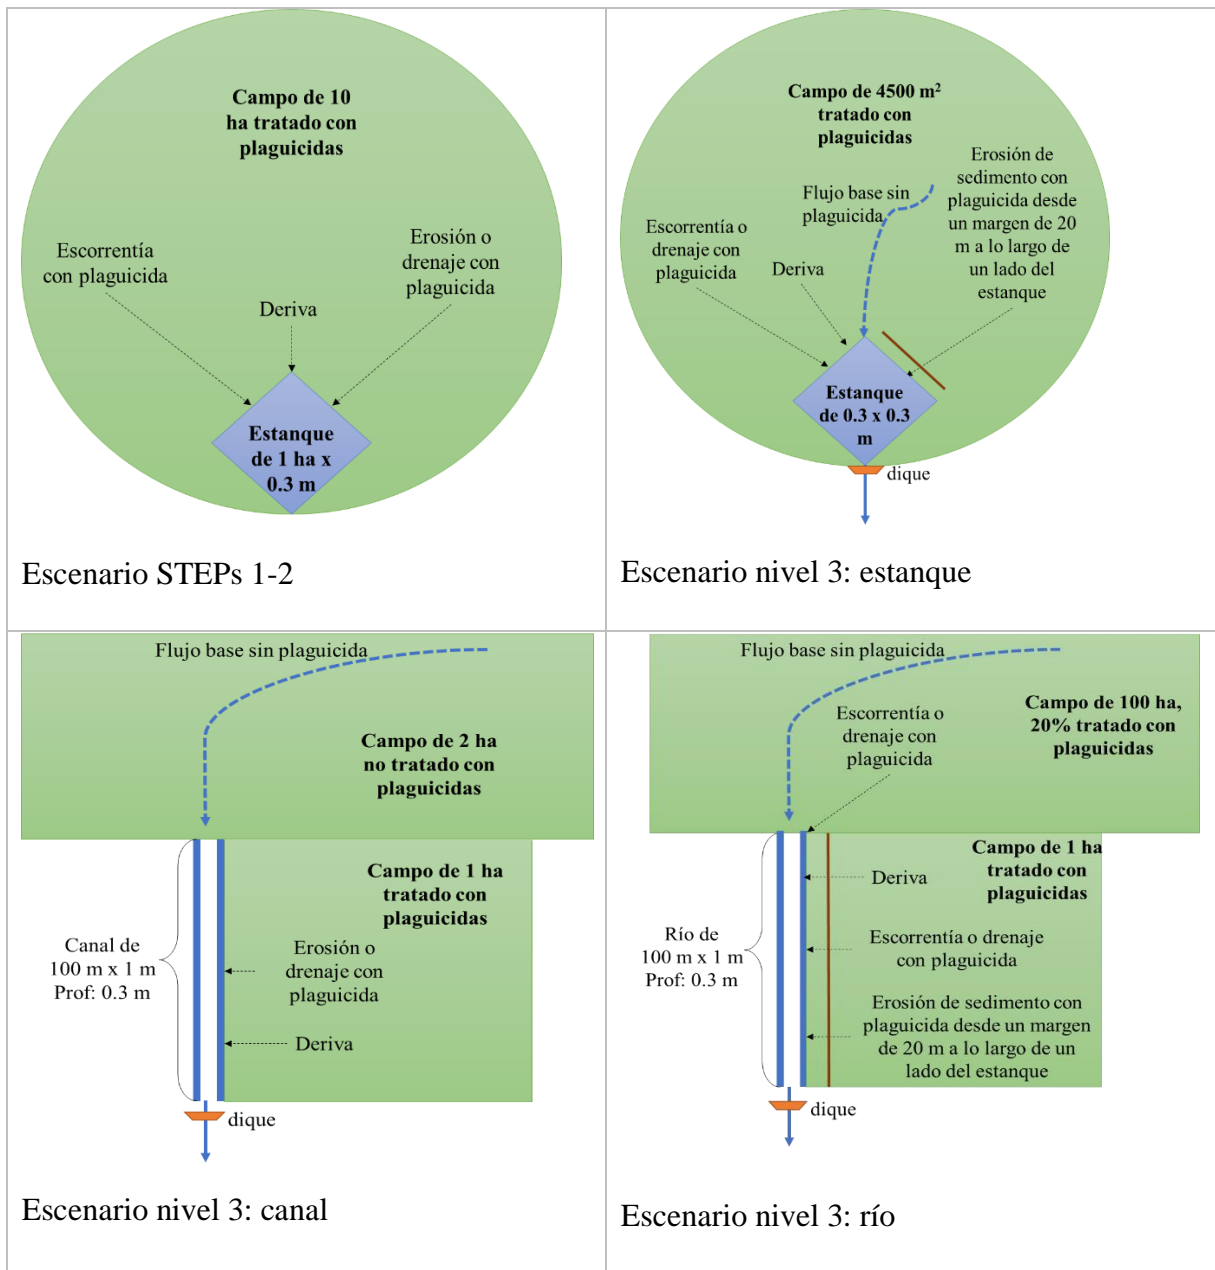 Campo de 10
ha tratado con
plaguicidas
Escorrentía
con plaguicida
Deriva
Erosión o
drenaje con
plaguicida
Estanque
de 1 ha x
0.3 m
Escenario STEPs 1-2
Campo de 4500 m²
tratado con
plaguicidas
Flujo base sin
plaguicida
Escorrentía o
drenaje con
plaguicida
Deriva
Erosión de
sedimento con
plaguicida desde
un margen de 20
m a lo largo de
un lado del
estanque
Estanque
de 0.3 x 0.3
m
dique
Escenario nivel 3: estanque
Flujo base sin plaguicida
Campo de 2 ha
no tratado con
plaguicidas
Campo de 1 ha
tratado con
plaguicidas
Canal de
100 m x 1 m
Prof: 0.3 m
Erosión o
drenaje con
plaguicida
Deriva
dique
Escenario nivel 3: canal
Flujo base sin plaguicida
Escorrentía o
drenaje con
plaguicida
Campo de 100 ha,
20% tratado con
plaguicidas
Campo de 1 ha
tratado con
plaguicidas
Deriva
Río de
100 m x 1 m
Prof: 0.3 m
Escorrentía o drenaje
con plaguicida
Erosión de sedimento con
plaguicida desde un margen
de 20 m a lo largo de un
lado del estanque
dique
Escenario nivel 3: río